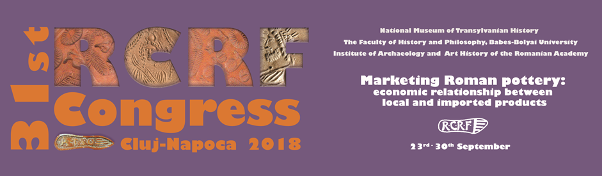 31st
RCRF
Congress
Cluj-Napoca 2018
National Museum of Transylvanian History
The Faculty of History and Philosophy, Babes-Bolyai University
Institute of Archaeology and Art History of the Romanian Academy
Marketing Roman pottery:
economic relationship between
local and imported products
RCRF
23rd- 30th September